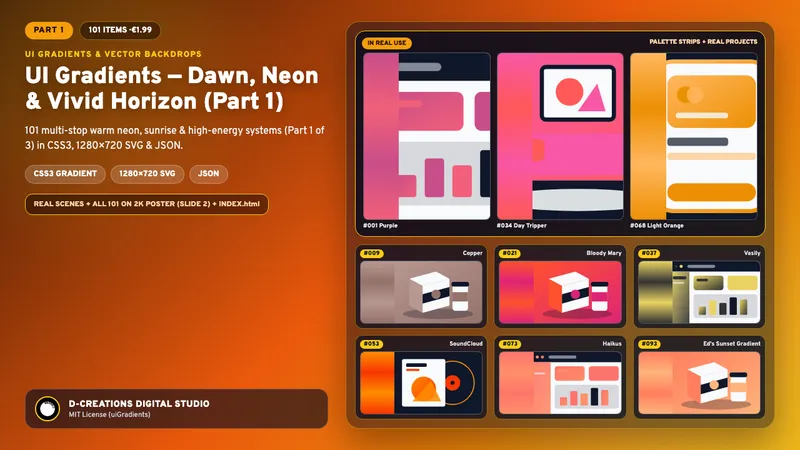 PART 1
101 ITEMS -€1.99
UI GRADIENTS & VECTOR BACKDROPS
UI Gradients — Dawn, Neon
& Vivid Horizon (Part 1)
101 multi-stop warm neon, sunrise & high-energy systems (Part 1 of
3) in CSS3, 1280×720 SVG & JSON.
CSS3 GRADIENT
1280×720 SVG
JSON
REAL SCENES + ALL 101 ON 2K POSTER (SLIDE 2) + INDEX.html
D-CREATIONS DIGITAL STUDIO
MIT License (uiGradients)
IN REAL USE
PALETTE STRIPS + REAL PROJECTS
#001 Purple
#034 Day Tripper
#068 Light Orange
#009
Copper
#021
Bloody Mary
#037
Vasily
#053
SoundCloud
#073
Haikus
#093
Ed's Sunset Gradient